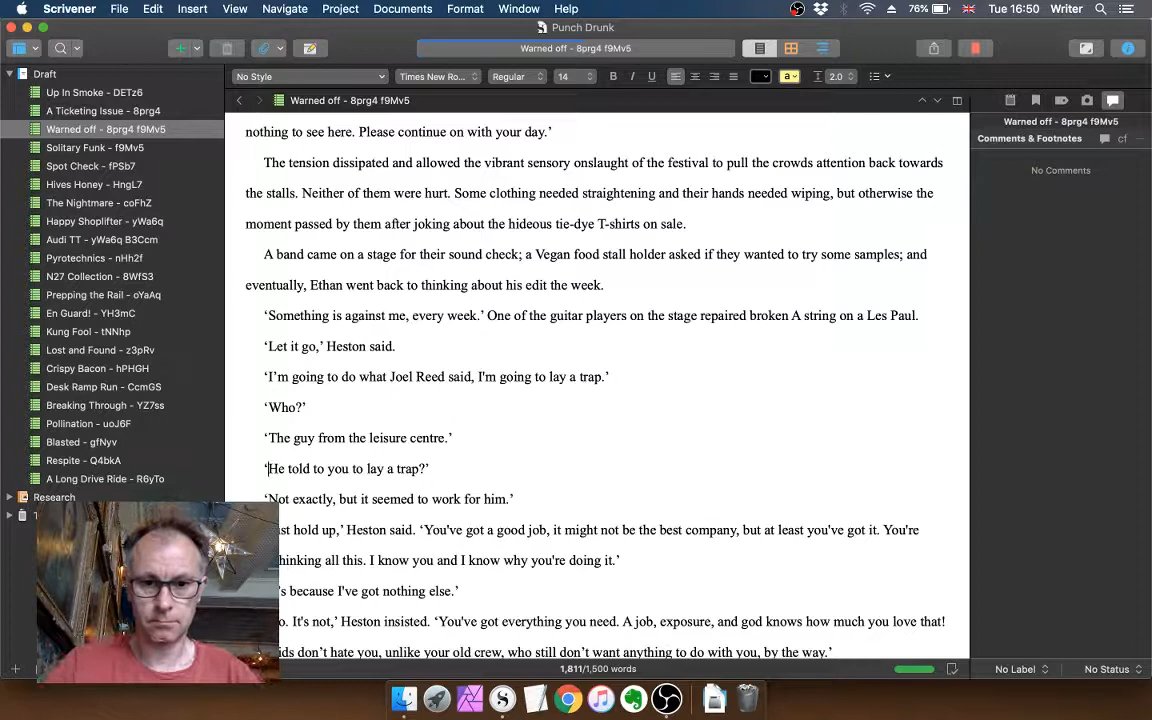 Scrivener File Edit Insert View Navigate Project Documents Format Window Help 76% Tue 16:50 Writer
Punch Drunk
Warned off - 8prg4 f9Mv5
Draft
Up In Smoke - DETz6
A Ticketing Issue - 8prg4
Warned off - 8prg4 f9Mv5
Solitary Funk - f9Mv5
Spot Check - fPSb7
Hives Honey - HngL7
The Nightmare - coFhZ
Happy Shoplifter - yWa6q
Audi TT - yWa6q B3Ccm
Pyrotechnics - nHh2f
N27 Collection - 8WfS3
Prepping the Rail - oYaAq
En Guard! - YH3mC
Kung Fool - tNNhp
Lost and Found - z3pRv
Crispy Bacon - hPHGH
Desk Ramp Run - CcmGS
Breaking Through - YZ7ss
Pollination - uoJ6F
Blasted - gfNyv
Respite - Q4bkA
A Long Drive Ride - R6yTo
Research
No Style Times New Ro... Regular 14 B I U a 2.0
Warned off - 8prg4 f9Mv5
nothing to see here. Please continue on with your day.’
The tension dissipated and allowed the vibrant sensory onslaught of the festival to pull the crowds attention back towards
the stalls. Neither of them were hurt. Some clothing needed straightening and their hands needed wiping, but otherwise the
moment passed by them after joking about the hideous tie-dye T-shirts on sale.
A band came on a stage for their sound check; a Vegan food stall holder asked if they wanted to try some samples; and
eventually, Ethan went back to thinking about his edit the week.
‘Something is against me, every week.’ One of the guitar players on the stage repaired broken A string on a Les Paul.
‘Let it go,’ Heston said.
‘I’m going to do what Joel Reed said, I'm going to lay a trap.’
‘Who?’
‘The guy from the leisure centre.’
‘He told to you to lay a trap?’
‘Not exactly, but it seemed to work for him.’
hold up,’ Heston said. ‘You've got a good job, it might not be the best company, but at least you've got it. You're
thinking all this. I know you and I know why you're doing it.’
because I've got nothing else.’
It's not,’ Heston insisted. ‘You've got everything you need. A job, exposure, and god knows how much you love that!
don’t hate you, unlike your old crew, who still don’t want anything to do with you, by the way.’
1,811/1,500 words
Warned off - 8prg4 f9Mv5
Comments & Footnotes cf
No Comments
No Label No Status